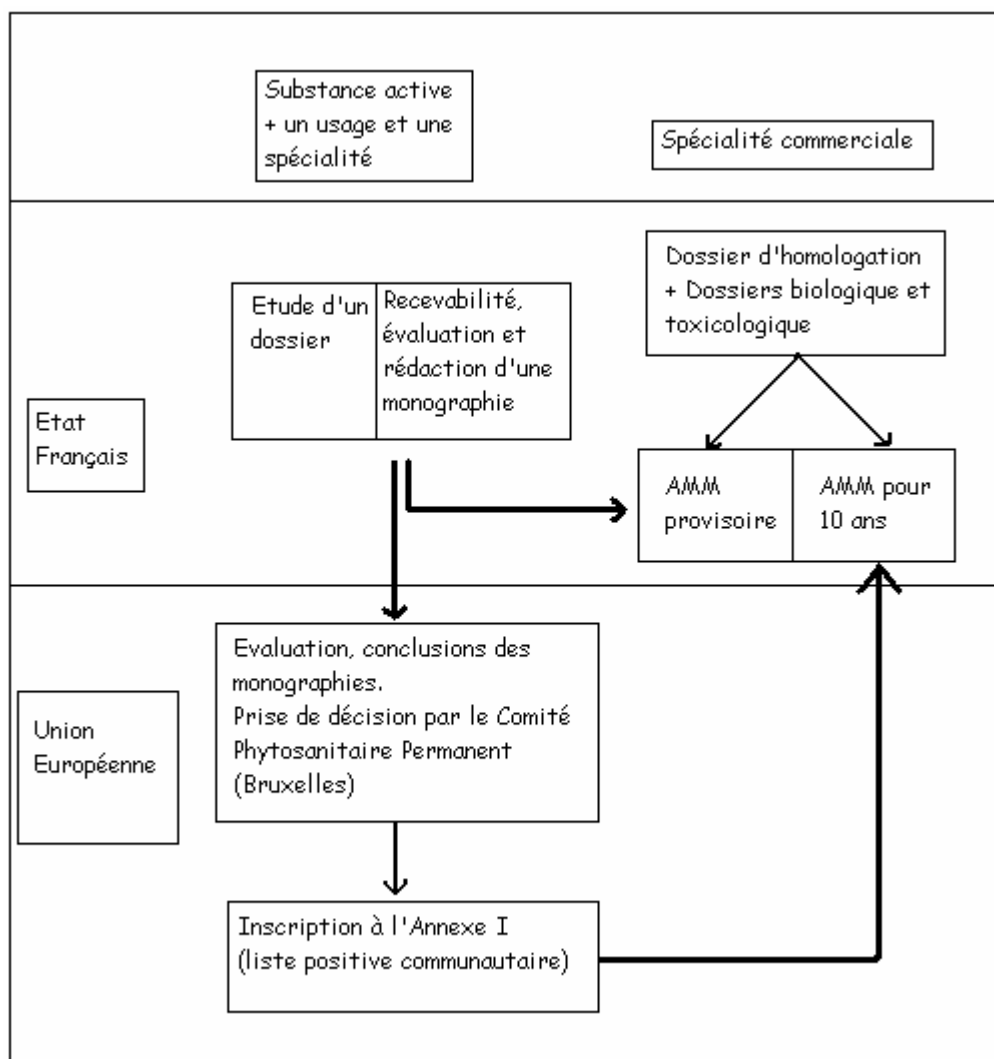 Substance active
+ un usage et une
spécialité
Spécialité commerciale
Etat
Français
Etude d'un
dossier
Recevabilité,
évaluation et
rédaction d'une
monographie
Dossier d'homologation
+ Dossiers biologique et
toxicologique
AMM
provisoire
AMM pour
10 ans
Union
Européenne
Evaluation, conclusions des
monographies.
Prise de décision par le Comité
Phytosanitaire Permanent
(Bruxelles)
Inscription à l'Annexe I
(liste positive communautaire)